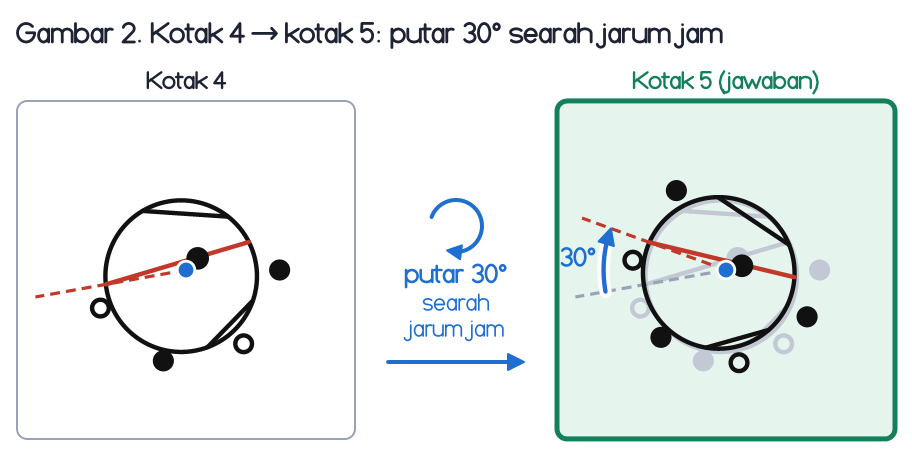 Gambar 2. Kotak 4 → kotak 5: putar 30° searah jarum jam
Kotak 4
Kotak 5 (jawaban)
30°
putar 30°
searah
jarum jam